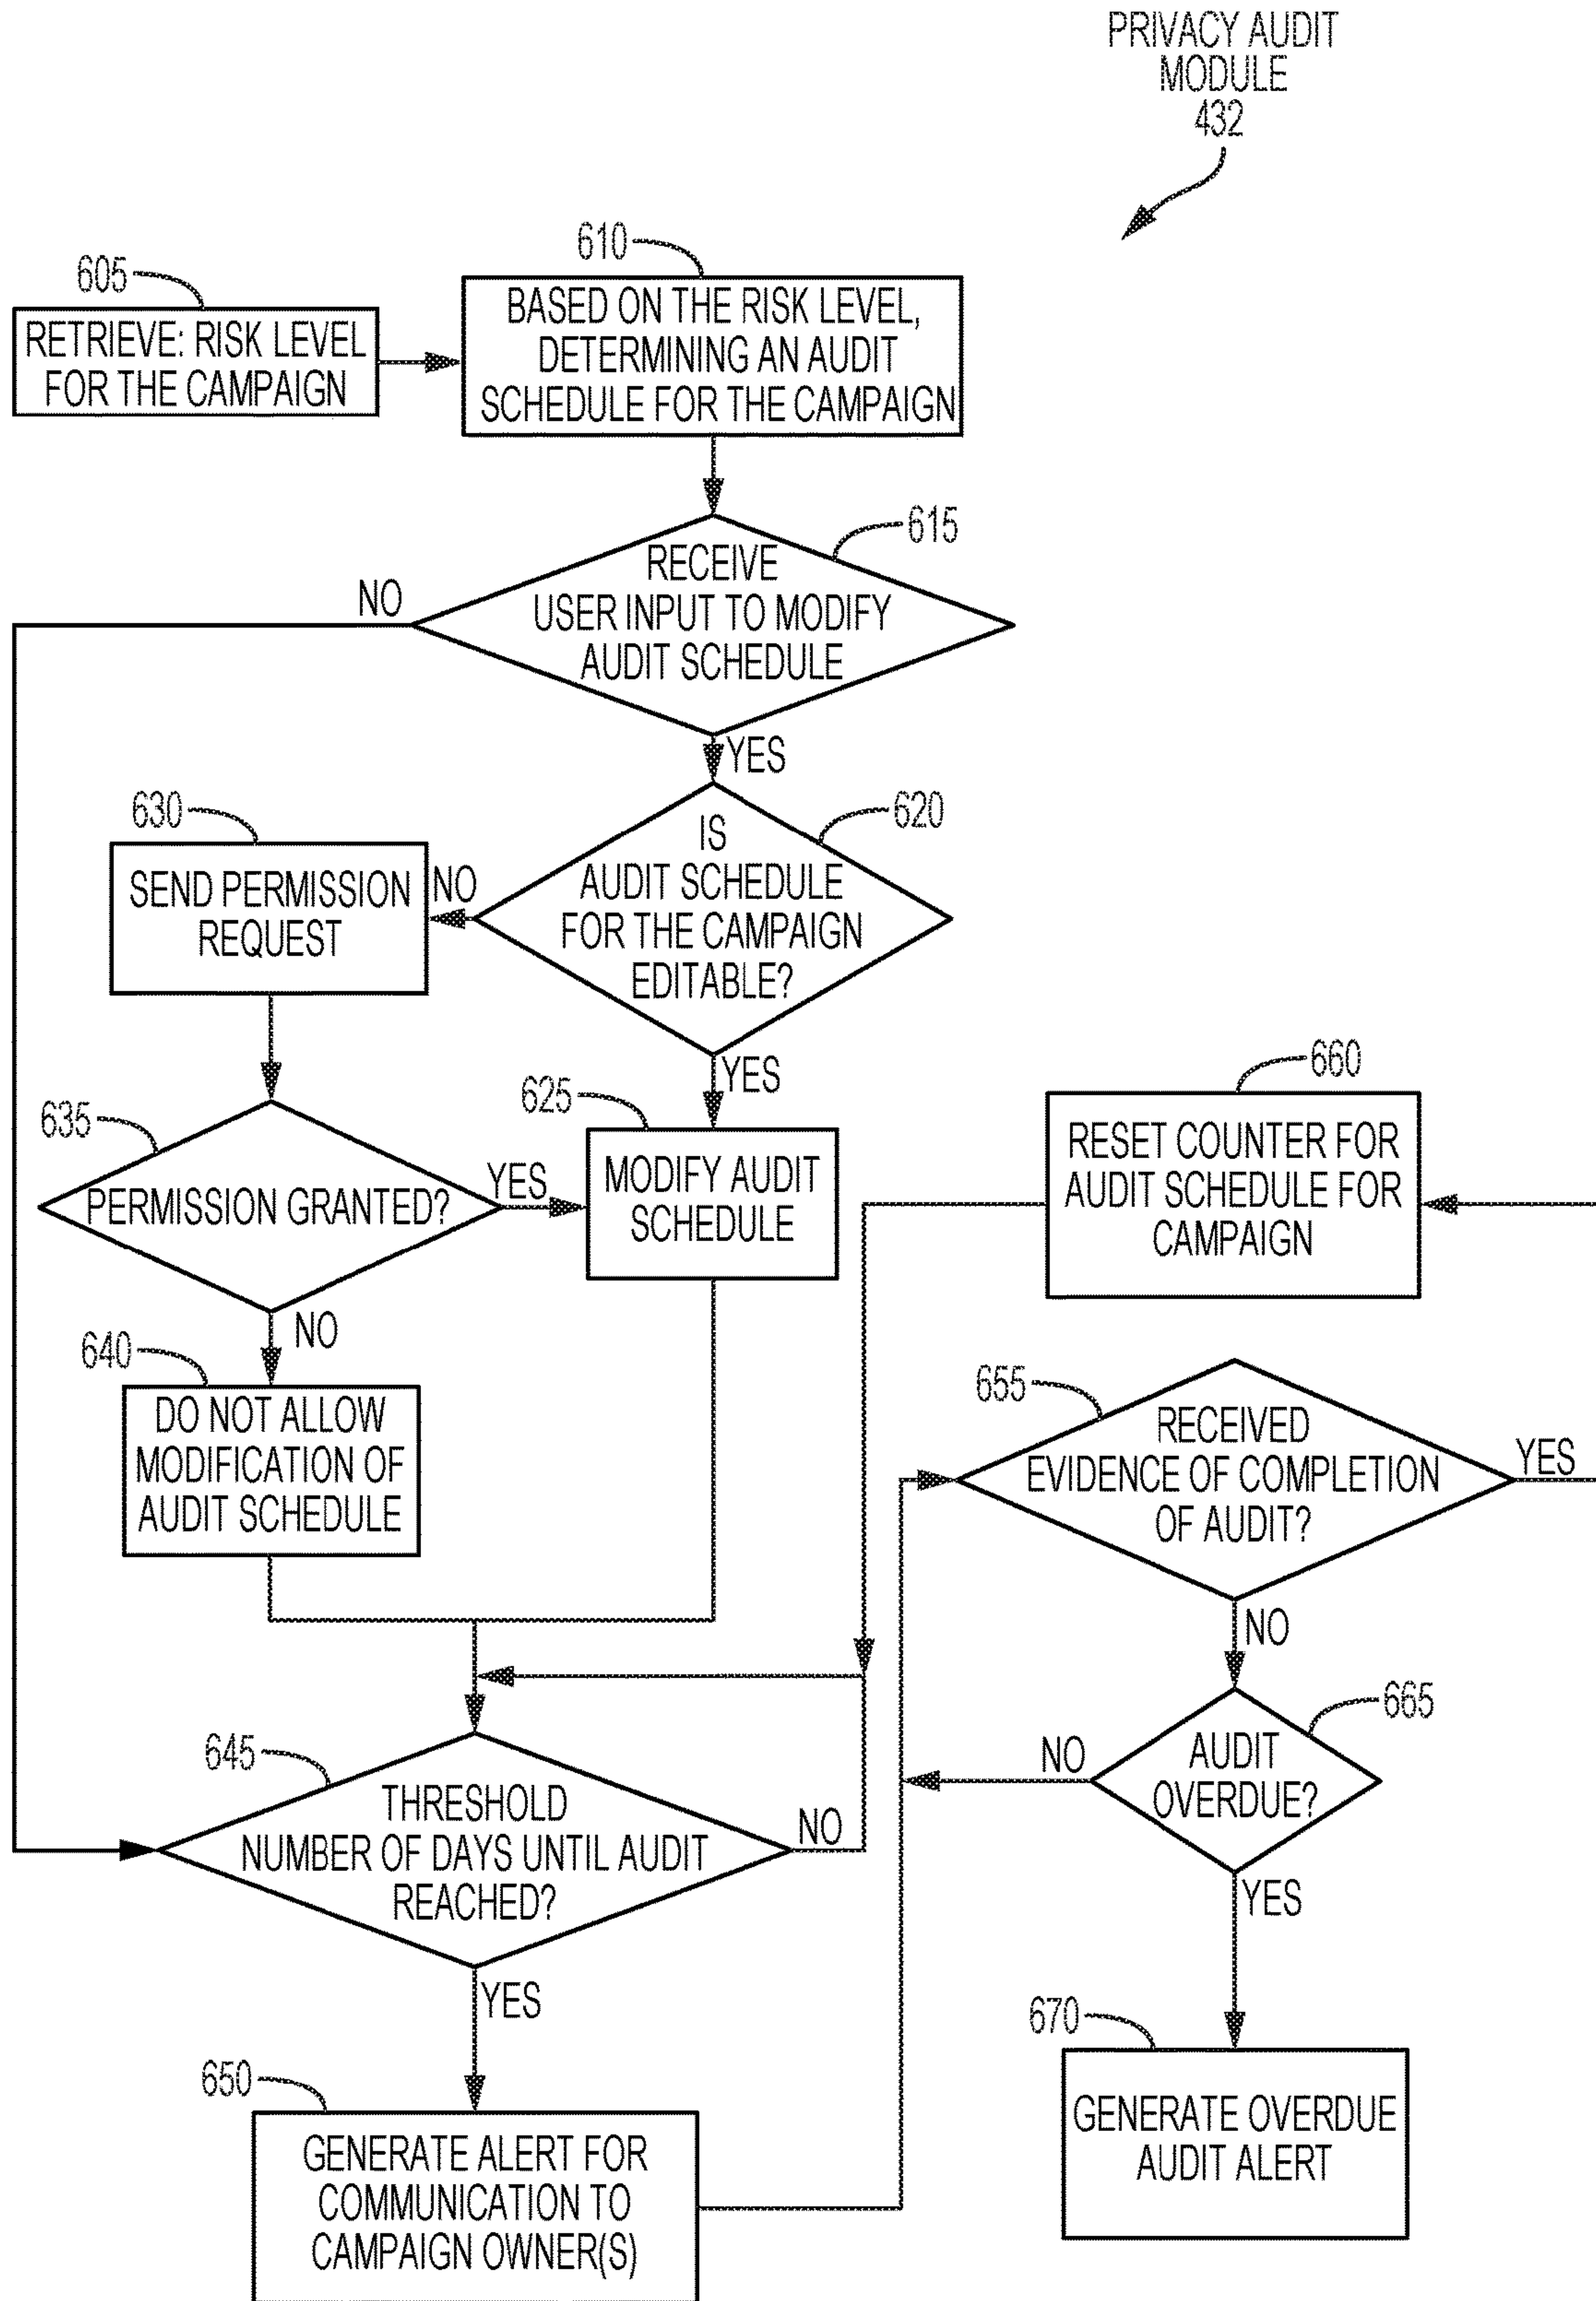 PRIVACY AUDIT
MODULE
432
605
RETRIEVE: RISK LEVEL
FOR THE CAMPAIGN
610
BASED ON THE RISK LEVEL,
DETERMINING AN AUDIT
SCHEDULE FOR THE CAMPAIGN
615
RECEIVE
USER INPUT TO MODIFY
AUDIT SCHEDULE
NO
YES
620
IS
AUDIT SCHEDULE
FOR THE CAMPAIGN
EDITABLE?
NO
YES
630
SEND PERMISSION
REQUEST
635
PERMISSION GRANTED?
YES
NO
625
MODIFY AUDIT
SCHEDULE
640
DO NOT ALLOW
MODIFICATION OF
AUDIT SCHEDULE
645
THRESHOLD
NUMBER OF DAYS UNTIL AUDIT
REACHED?
NO
YES
650
GENERATE ALERT FOR
COMMUNICATION TO
CAMPAIGN OWNER(S)
660
RESET COUNTER FOR
AUDIT SCHEDULE FOR
CAMPAIGN
655
RECEIVED
EVIDENCE OF COMPLETION
OF AUDIT?
YES
NO
665
AUDIT
OVERDUE?
NO
YES
670
GENERATE OVERDUE
AUDIT ALERT